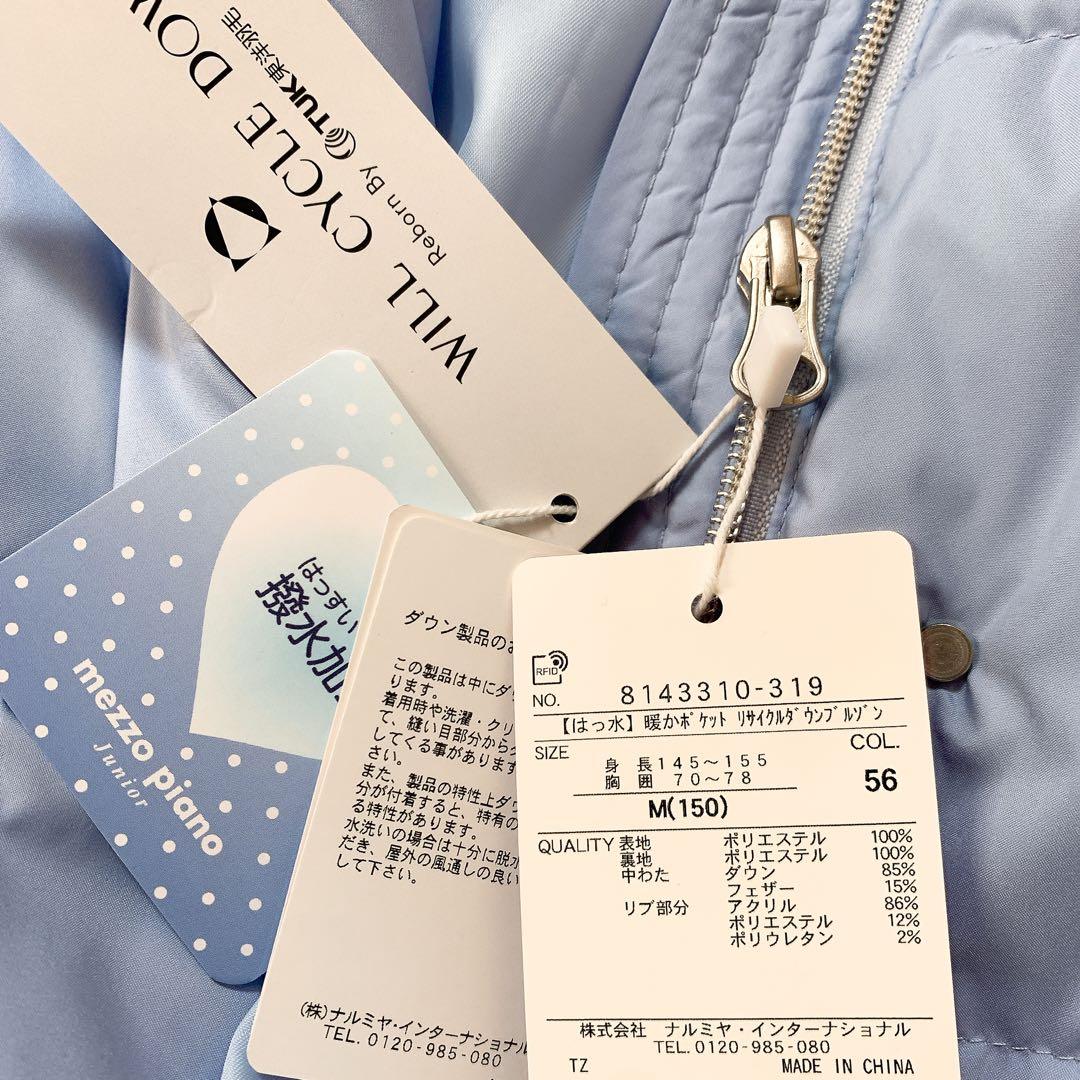 WILL CYCLE DOW
Reborn By TUK東洋羽毛
はっすい
撥水加
mezzo piano
Junior
ダウン製品のお
この製品は中にダ
ります。
着用時や洗濯・クリ
て、縫い目部分から
してくる事があります
さい。
また、製品の特性上ダウ
分が付着すると、特有の
る特性があります。
水洗いの場合は十分に脱水
だき、屋外の風通しの良い
して下さい。
(株)ナルミヤ・インターナショナル
TEL. 0120-985-080
RFID
NO. 8143310-319
【はっ水】暖かポケット リサイクルダウンブルゾン
SIZE COL.
身 長 145～155
胸 囲 70～78
56
M(150)
QUALITY 表地 ポリエステル 100%
裏地 ポリエステル 100%
中わた ダウン 85%
フェザー 15%
リブ部分 アクリル 86%
ポリエステル 12%
ポリウレタン 2%
株式会社 ナルミヤ・インターナショナル
TEL. 0120-985-080
TZ MADE IN CHINA